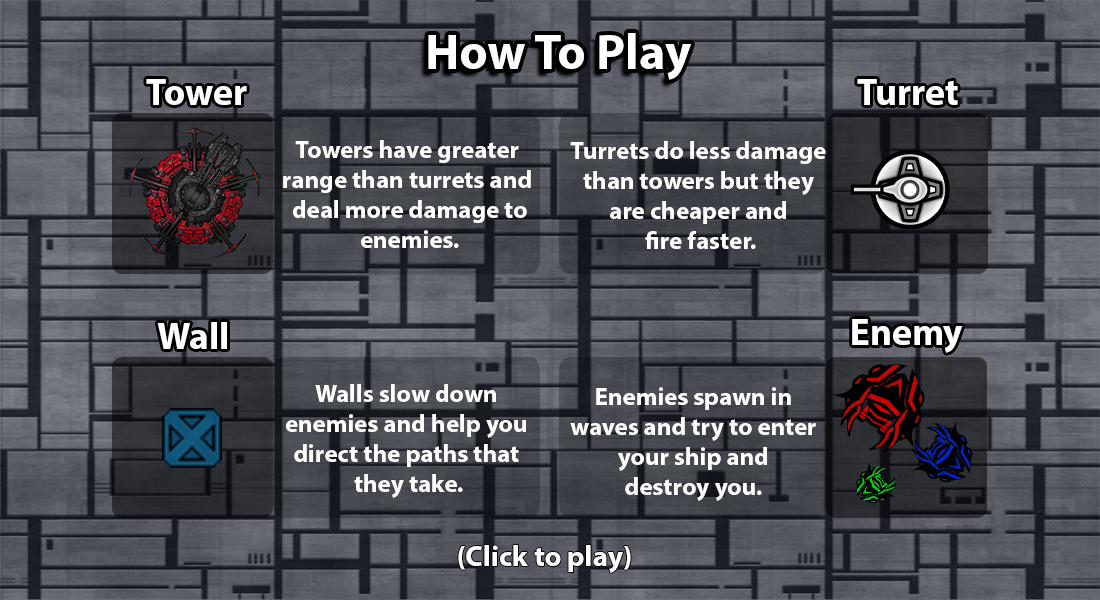 How To Play
Tower
Towers have greater
range than turrets and
deal more damage to
enemies.
Turret
Turrets do less damage
than towers but they
are cheaper and
fire faster.
Wall
Walls slow down
enemies and help you
direct the paths that
they take.
Enemy
Enemies spawn in
waves and try to enter
your ship and
destroy you.
(Click to play)